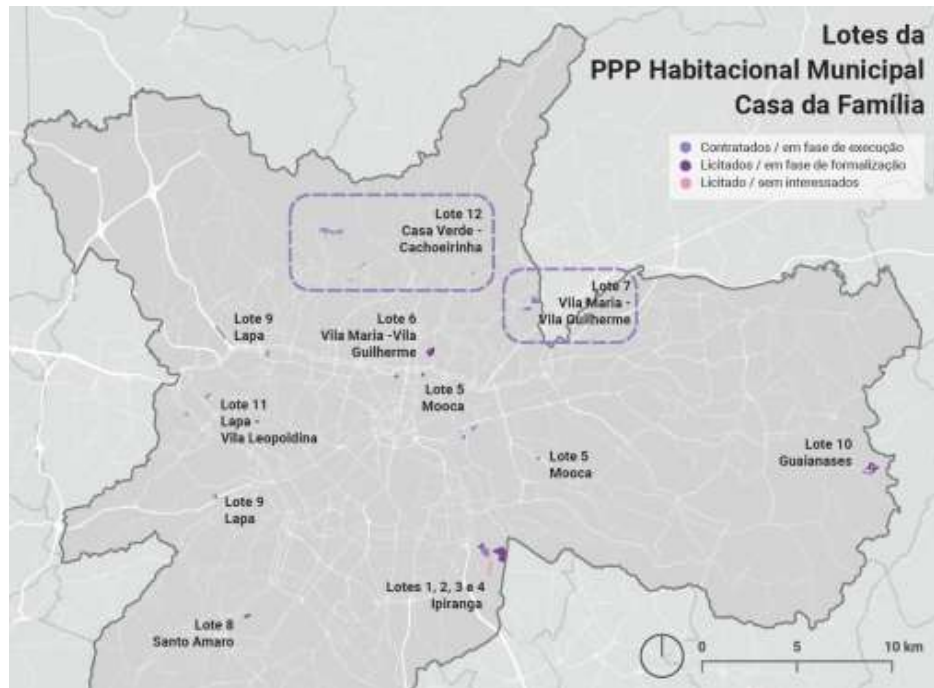 Lotes da
PPP Habitacional Municipal
Casa da Família
Contratados / em fase de execução
Licitados / em fase de formalização
Licitado / sem interessados
Lote 12
Casa Verde -
Cachoeirinha
Lote 7
Vila Maria -
Vila Guilherme
Lote 9
Lapa
Lote 6
Vila Maria -Vila
Guilherme
Lote 5
Mooca
Lote 11
Lapa -
Vila Leopoldina
Lote 10
Guaianases
Lote 5
Mooca
Lote 9
Lapa
Lotes 1, 2, 3 e 4
Ipiranga
Lote 8
Santo Amaro
0 5 10 km